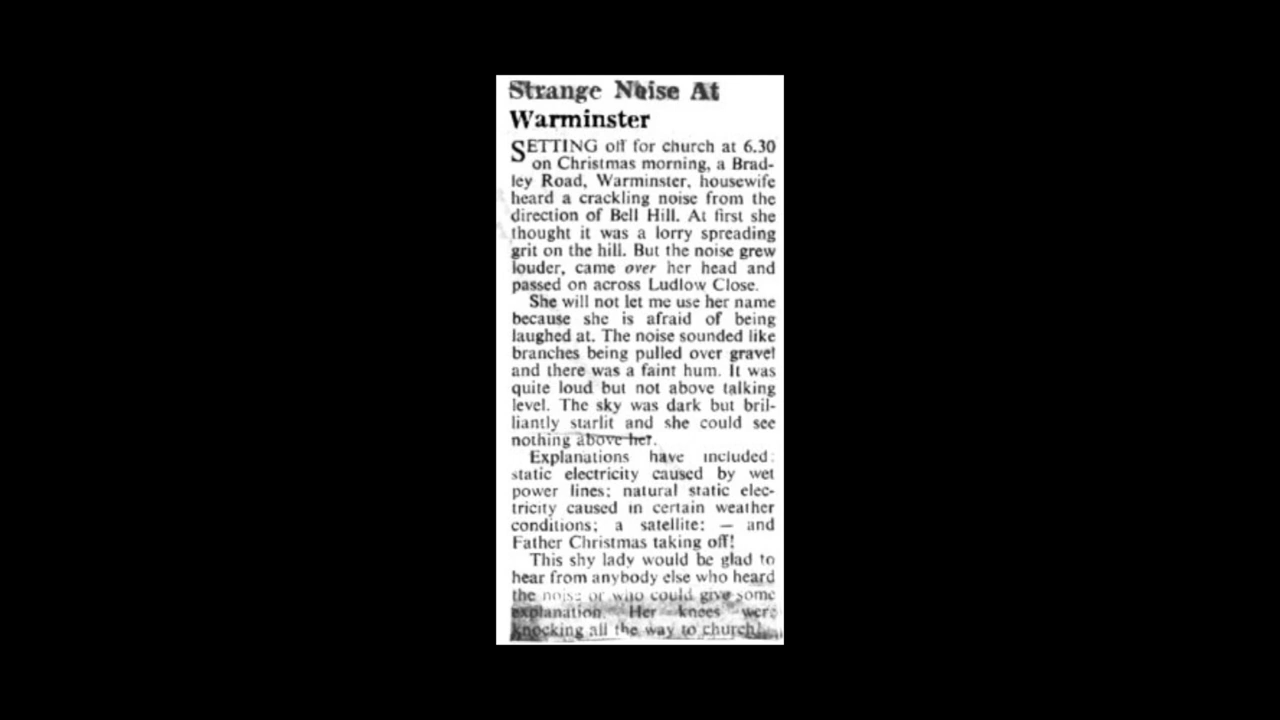 Strange Noise At
Warminster
SETTING off for church at 6.30
on Christmas morning, a Brad-
ley Road, Warminster, housewife
heard a crackling noise from the
direction of Bell Hill. At first she
thought it was a lorry spreading
grit on the hill. But the noise grew
louder, came over her head and
passed on across Ludlow Close.
She will not let me use her name
because she is afraid of being
laughed at. The noise sounded like
branches being pulled over gravel
and there was a faint hum. It was
quite loud but not above talking
level. The sky was dark but bril-
liantly starlit and she could see
nothing above her.
Explanations have included:
static electricity caused by wet
power lines; natural static elec-
tricity caused in certain weather
conditions; a satellite; — and
Father Christmas taking off!
This shy lady would be glad to
hear from anybody else who heard
the noise or who could give some
explanation. Her knees were
knocking all the way to church!